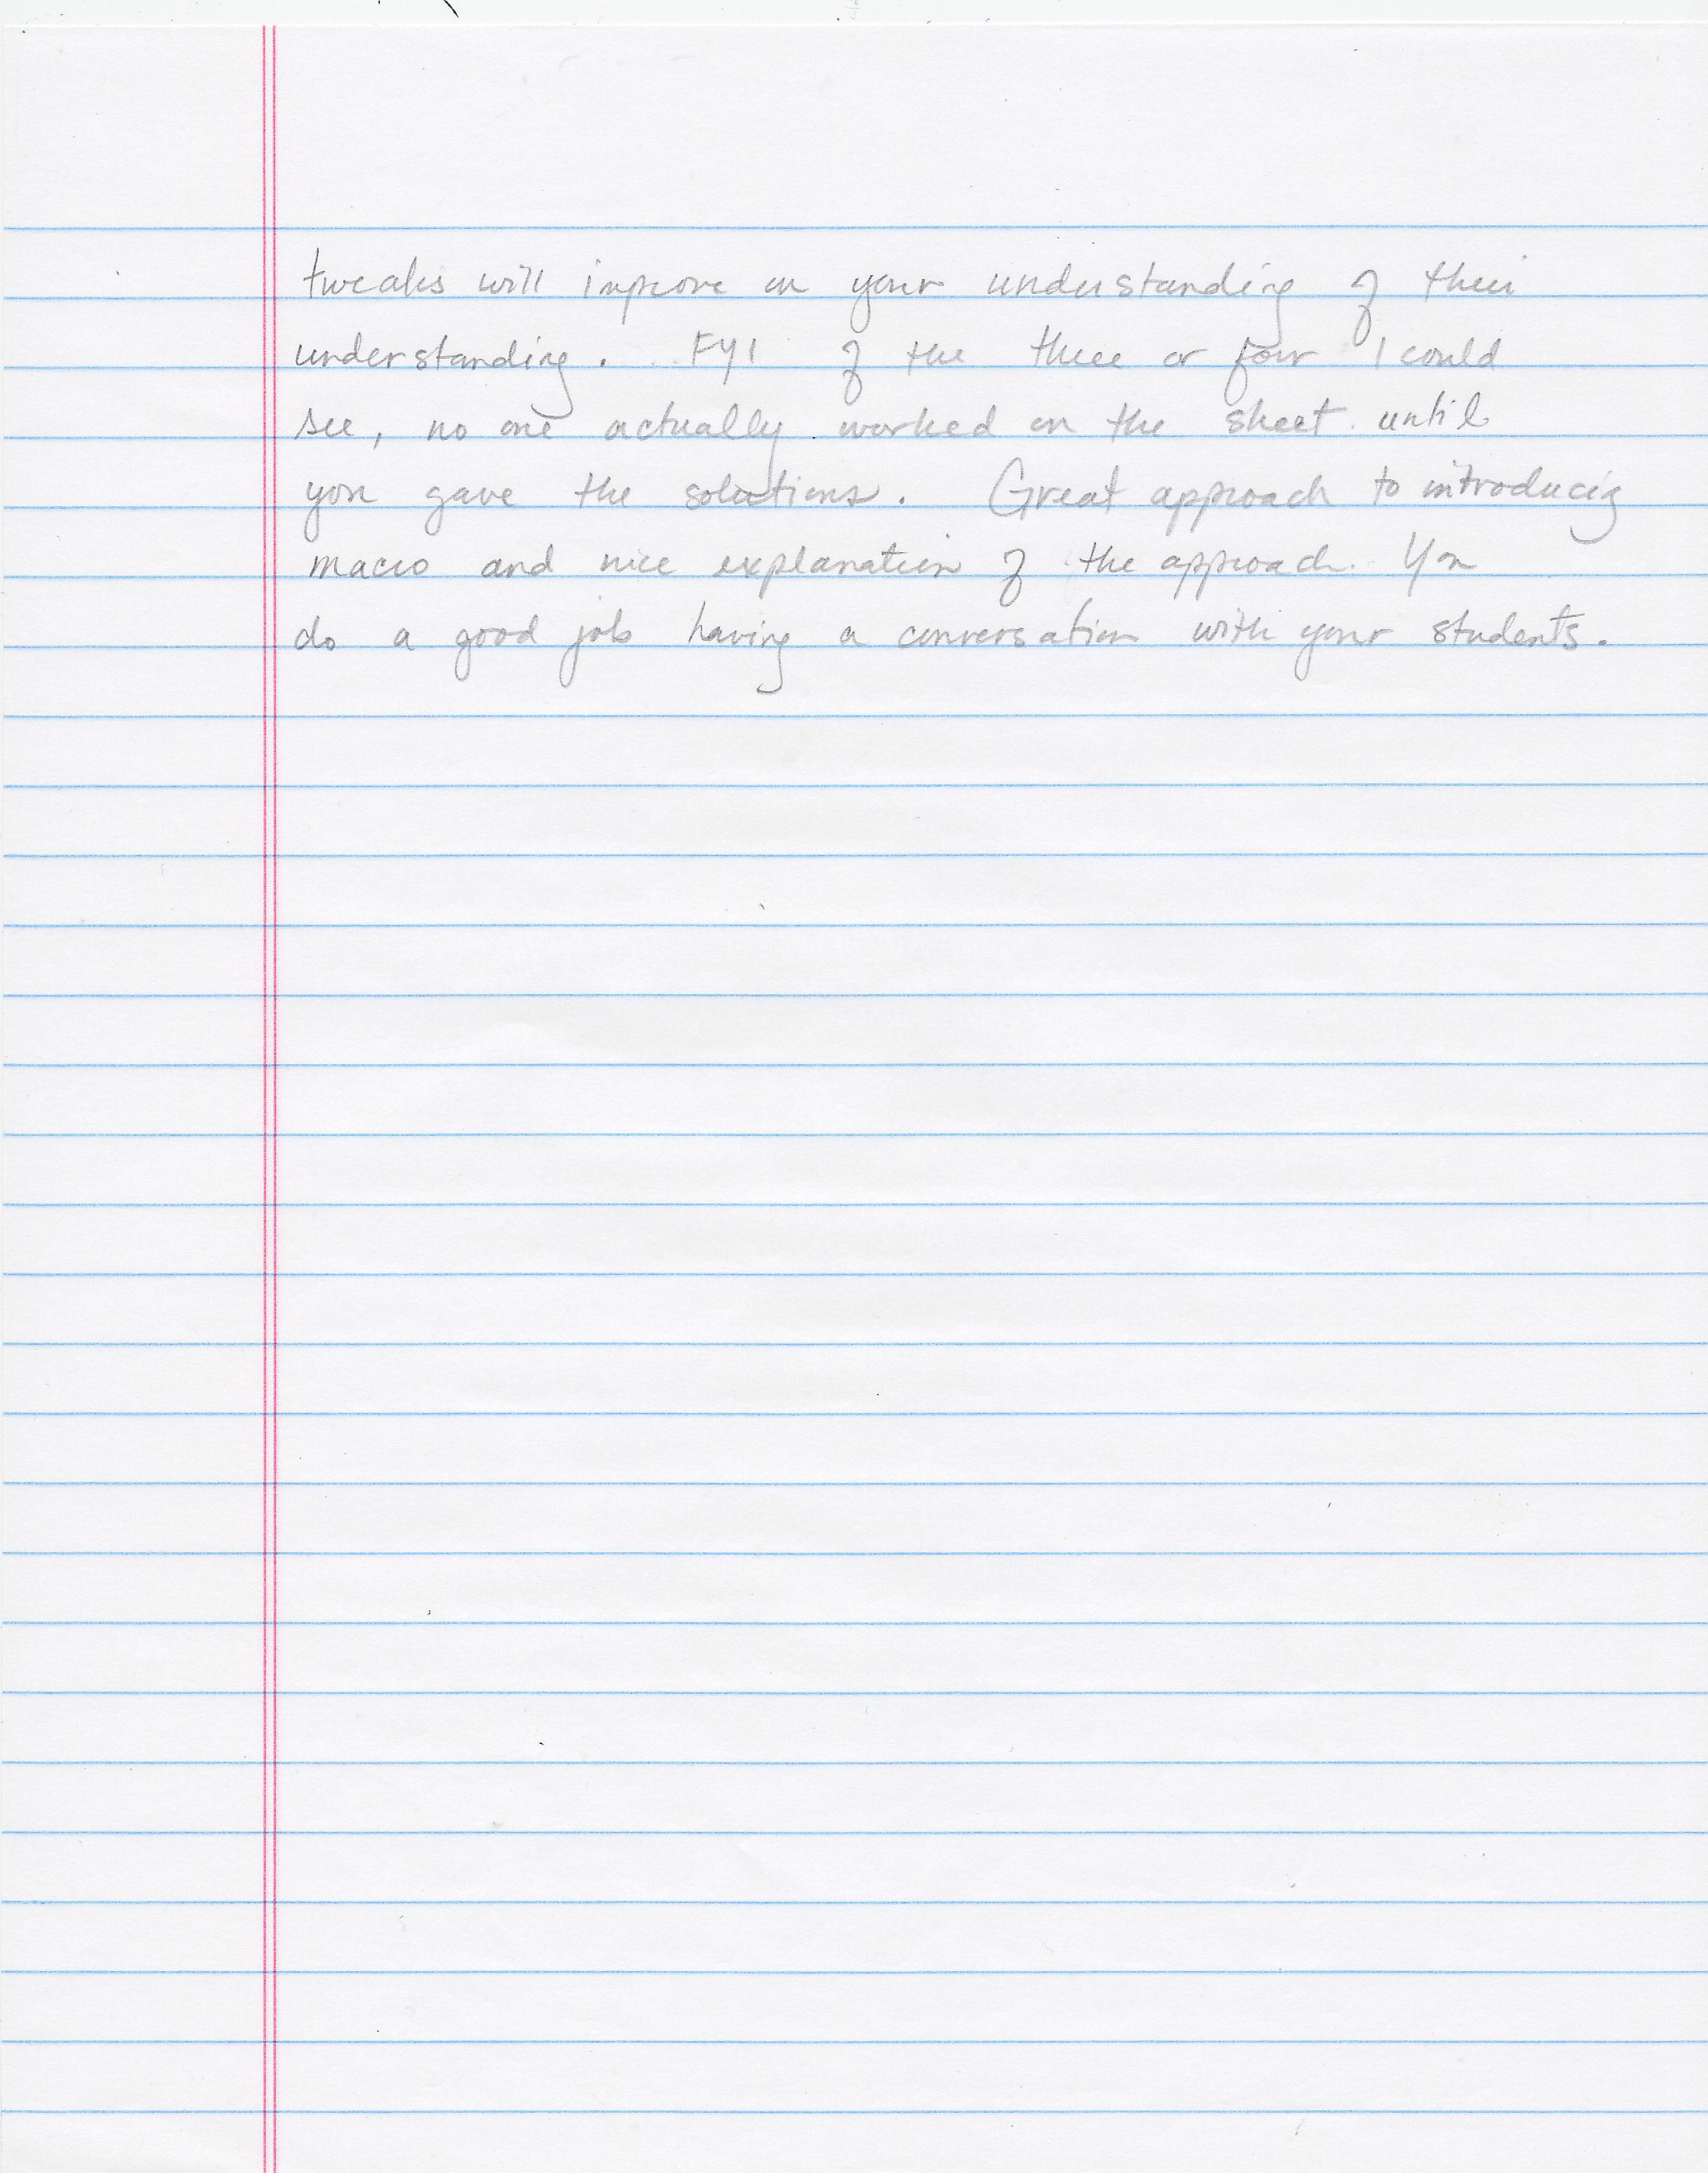 tweaks will improve on your understanding of their
understanding. FYI of the three or four I could
see, no one actually worked on the sheet until
you gave the solutions. Great approach to introducing
macro and nice explanation of the approach. You
do a good job having a conversation with your students.